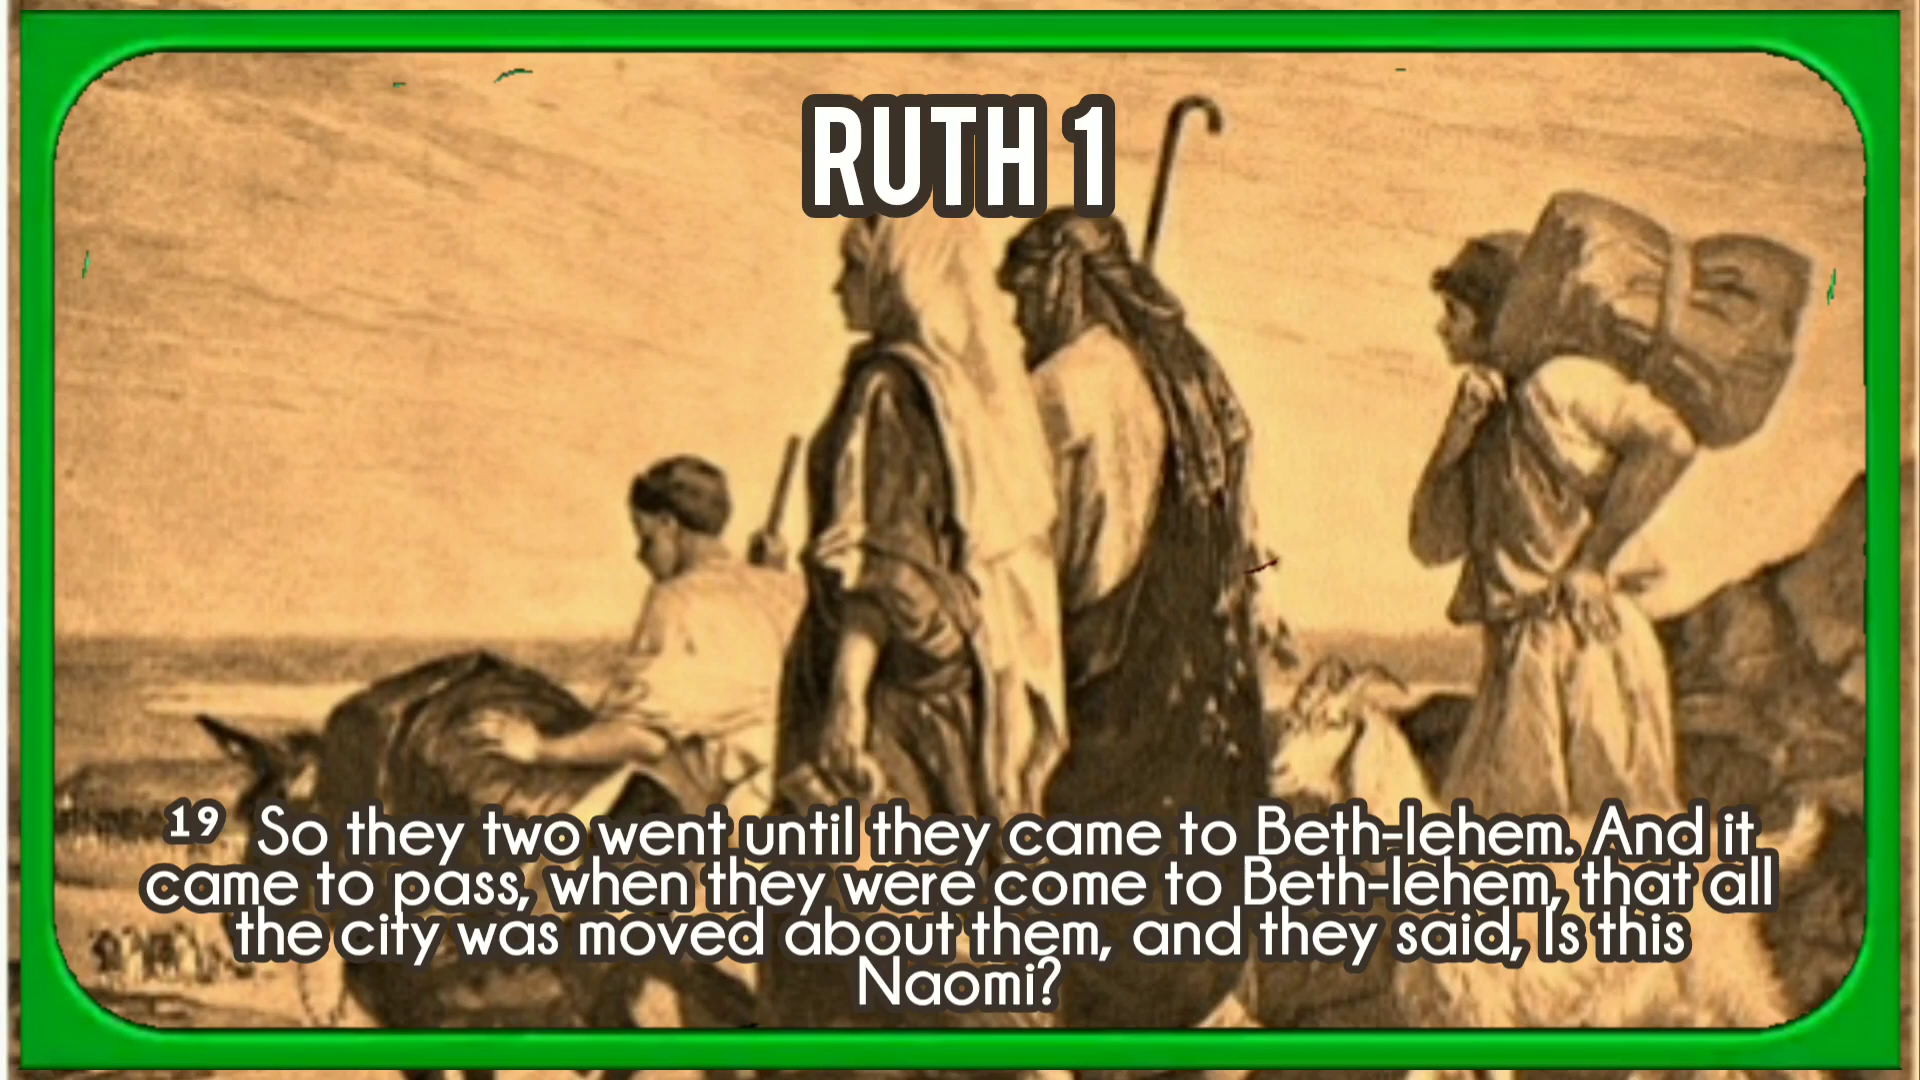 RUTH 1
19 So they two went until they came to Beth-lehem. And it
came to pass, when they were come to Beth-lehem, that all
the city was moved about them, and they said, Is this
Naomi?